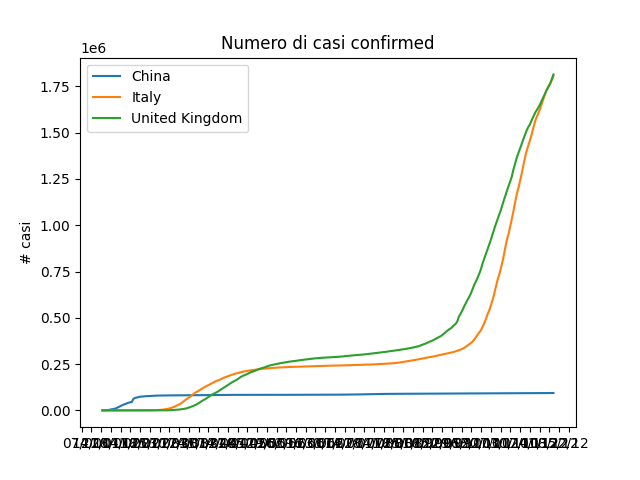 Numero di casi confirmed
1e6
China
Italy
United Kingdom
1.75
1.50
1.25
1.00
0.75
0.50
0.25
0.00
# casi